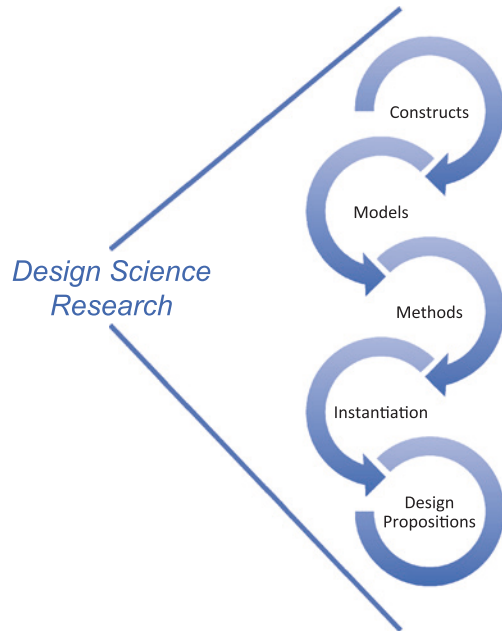 Design Science
Research
Constructs
Models
Methods
Instantiation
Design
Propositions